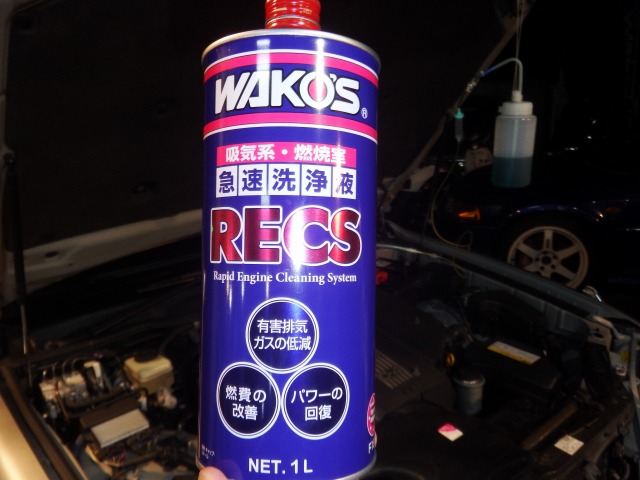 WAKO'S®
吸気系・燃焼室
急速洗浄液
RECS
Rapid Engine Cleaning System
有害排気
ガスの低減
燃費の
改善
パワーの
回復
NET. 1L